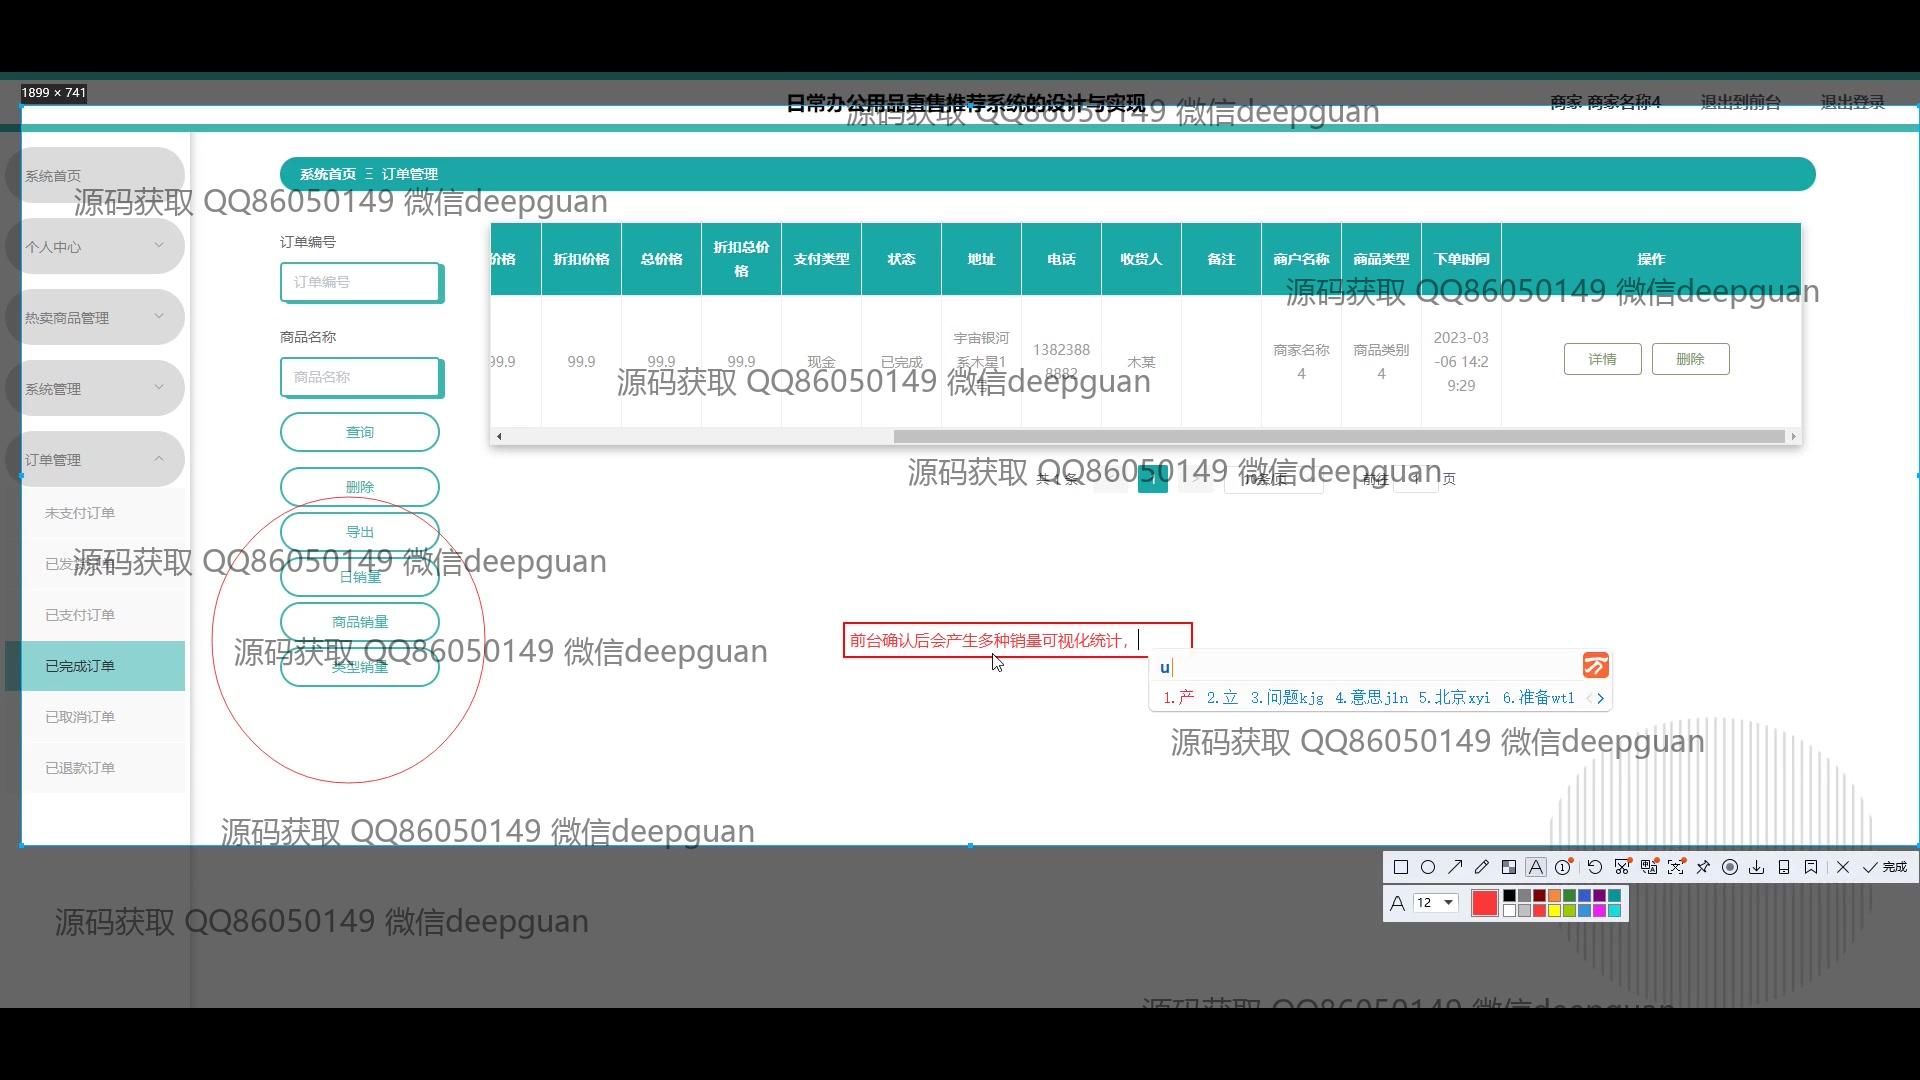 1899 × 741
日常办公用品直售推荐系统的设计与实现
商家 商家名称4
退出到前台
退出登录
源码获取 QQ86050149 微信deepguan
系统首页
个人中心
热卖商品管理
系统管理
订单管理
未支付订单
已支付订单
已完成订单
已取消订单
已退款订单
源码获取 QQ86050149 微信deepguan
系统首页 Ξ 订单管理
订单编号
订单编号
商品名称
商品名称
查询
删除
导出
日销量
商品销量
类型销量
价格 折扣价格 总价格 折扣总价格 支付类型 状态 地址 电话 收货人 备注 商户名称 商品类型 下单时间 操作
源码获取 QQ86050149 微信deepguan
99.9 99.9 99.9 99.9 现金 已完成 宇宙银河系木星1 13823888882 木某 商家名称4 商品类别4 2023-03-06 14:29:29 详情 删除
源码获取 QQ86050149 微信deepguan
源码获取 QQ86050149 微信deepguan
共 1 条 1 10条/页 前往 1 页
源码获取 QQ86050149 微信deepguan
源码获取 QQ86050149 微信deepguan
前台确认后会产生多种销量可视化统计，
u
1.产 2.立 3.问题kjg 4.意思jln 5.北京xyi 6.准备wtl
源码获取 QQ86050149 微信deepguan
源码获取 QQ86050149 微信deepguan
完成
A 12
源码获取 QQ86050149 微信deepguan
源码获取 QQ86050149 微信deepguan